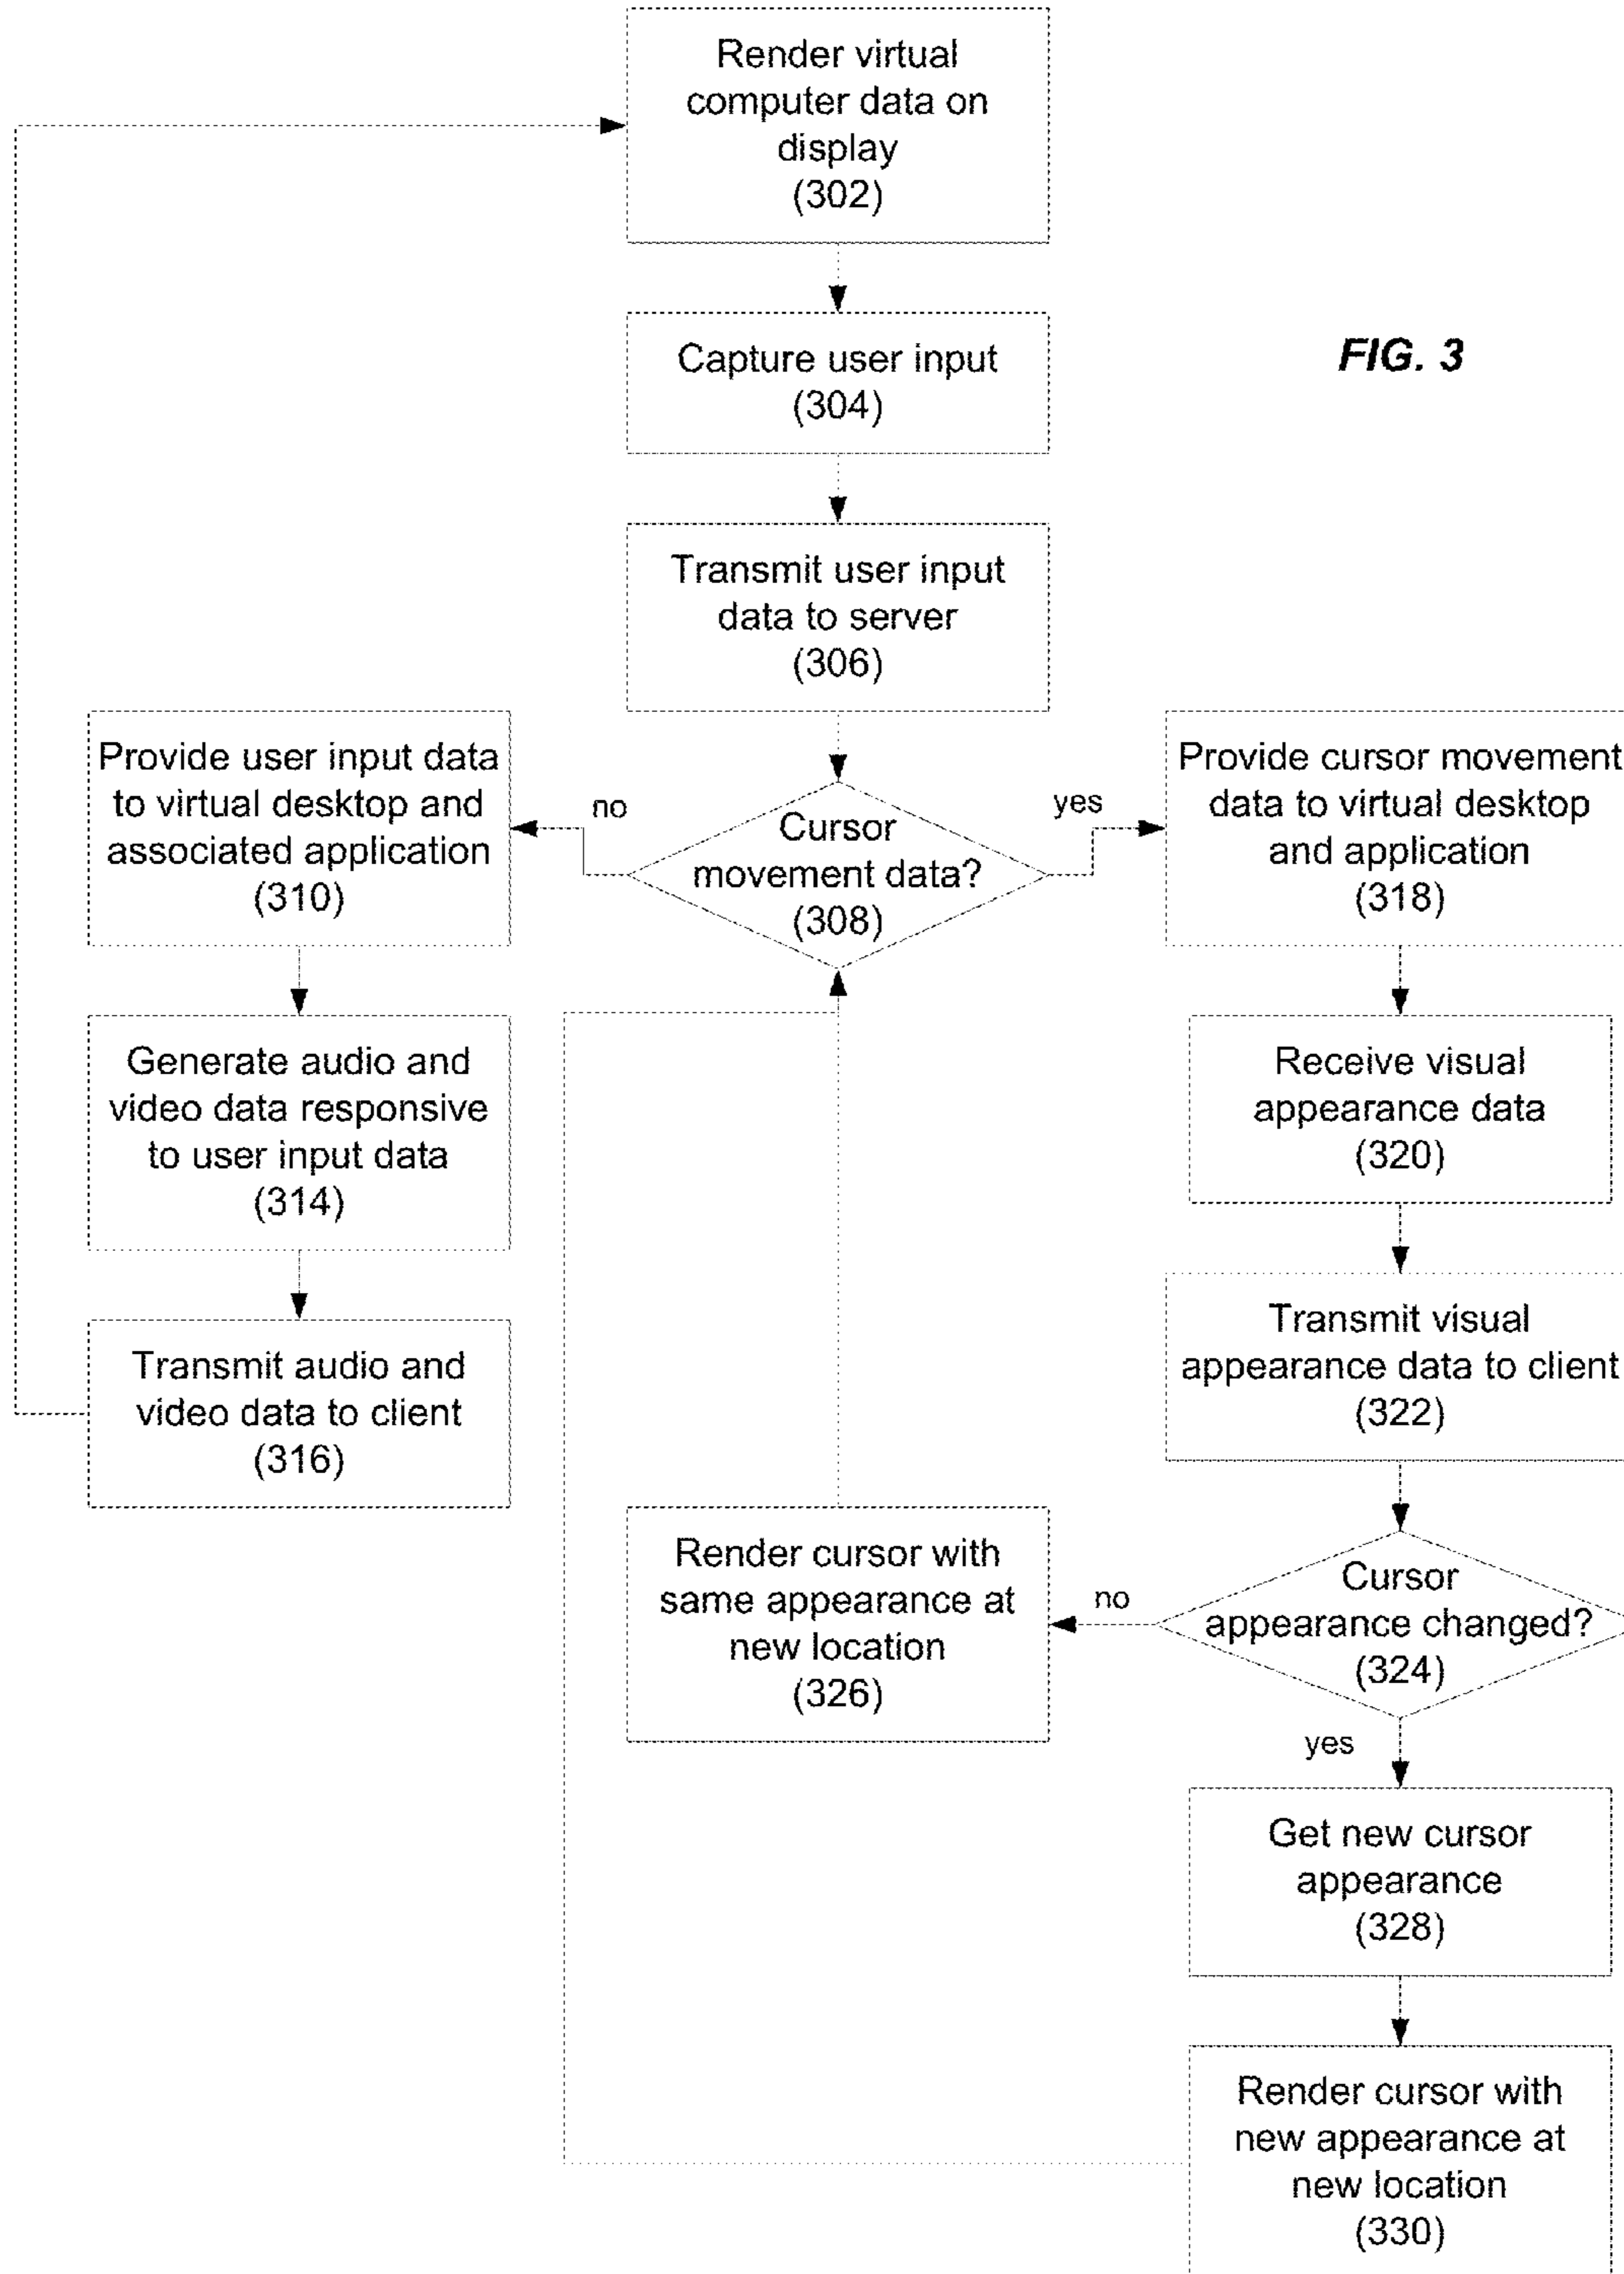 Render virtual
computer data on
display
(302)
Capture user input
(304)
FIG. 3
Transmit user input
data to server
(306)
Provide user input data
to virtual desktop and
associated application
(310)
no
Cursor
movement data?
(308)
yes
Provide cursor movement
data to virtual desktop
and application
(318)
Generate audio and
video data responsive
to user input data
(314)
Receive visual
appearance data
(320)
Transmit audio and
video data to client
(316)
Transmit visual
appearance data to client
(322)
Render cursor with
same appearance at
new location
(326)
no
Cursor
appearance changed?
(324)
yes
Get new cursor
appearance
(328)
Render cursor with
new appearance at
new location
(330)